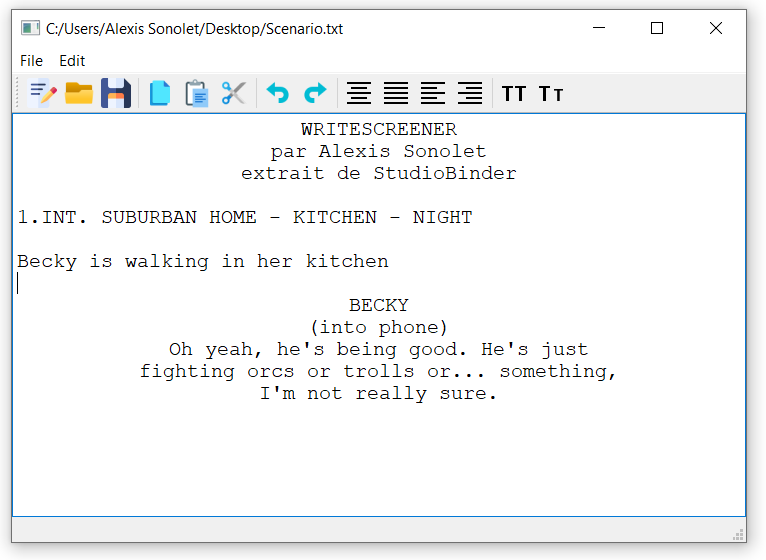 C:/Users/Alexis Sonolet/Desktop/Scenario.txt
File Edit
TT Tт
WRITESCREENER
par Alexis Sonolet
extrait de StudioBinder
1.INT. SUBURBAN HOME - KITCHEN - NIGHT
Becky is walking in her kitchen
BECKY
(into phone)
Oh yeah, he's being good. He's just
fighting orcs or trolls or... something,
I'm not really sure.